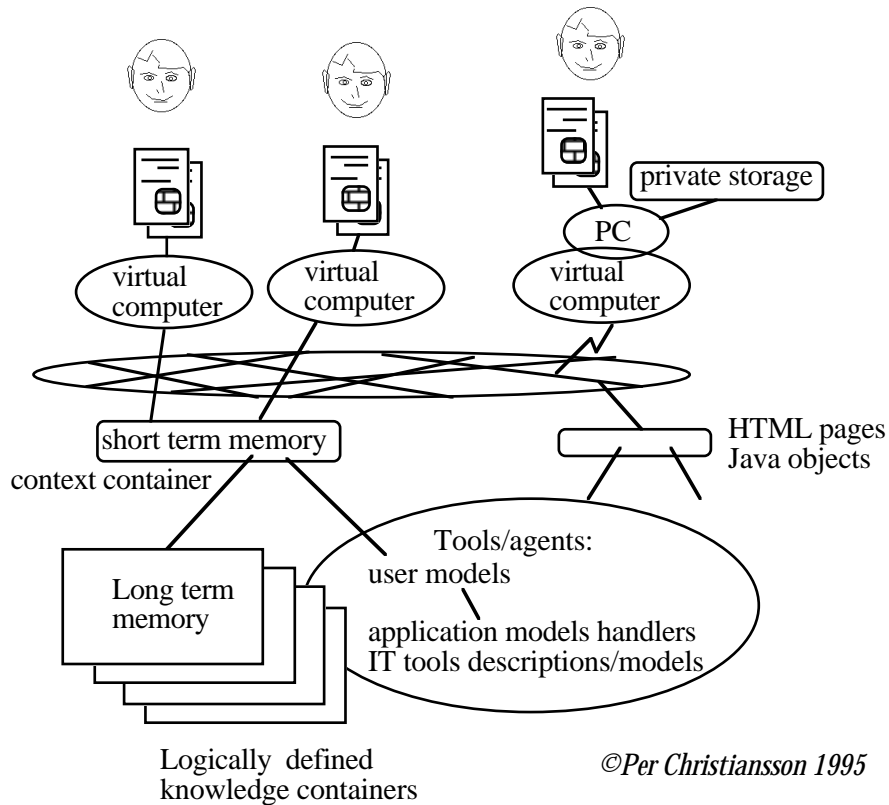 private storage
PC
virtual
computer
virtual
computer
virtual
computer
short term memory
HTML pages
Java objects
context container
Tools/agents:
user models
Long term
memory
application models handlers
IT tools descriptions/models
Logically defined
knowledge containers
©Per Christiansson 1995